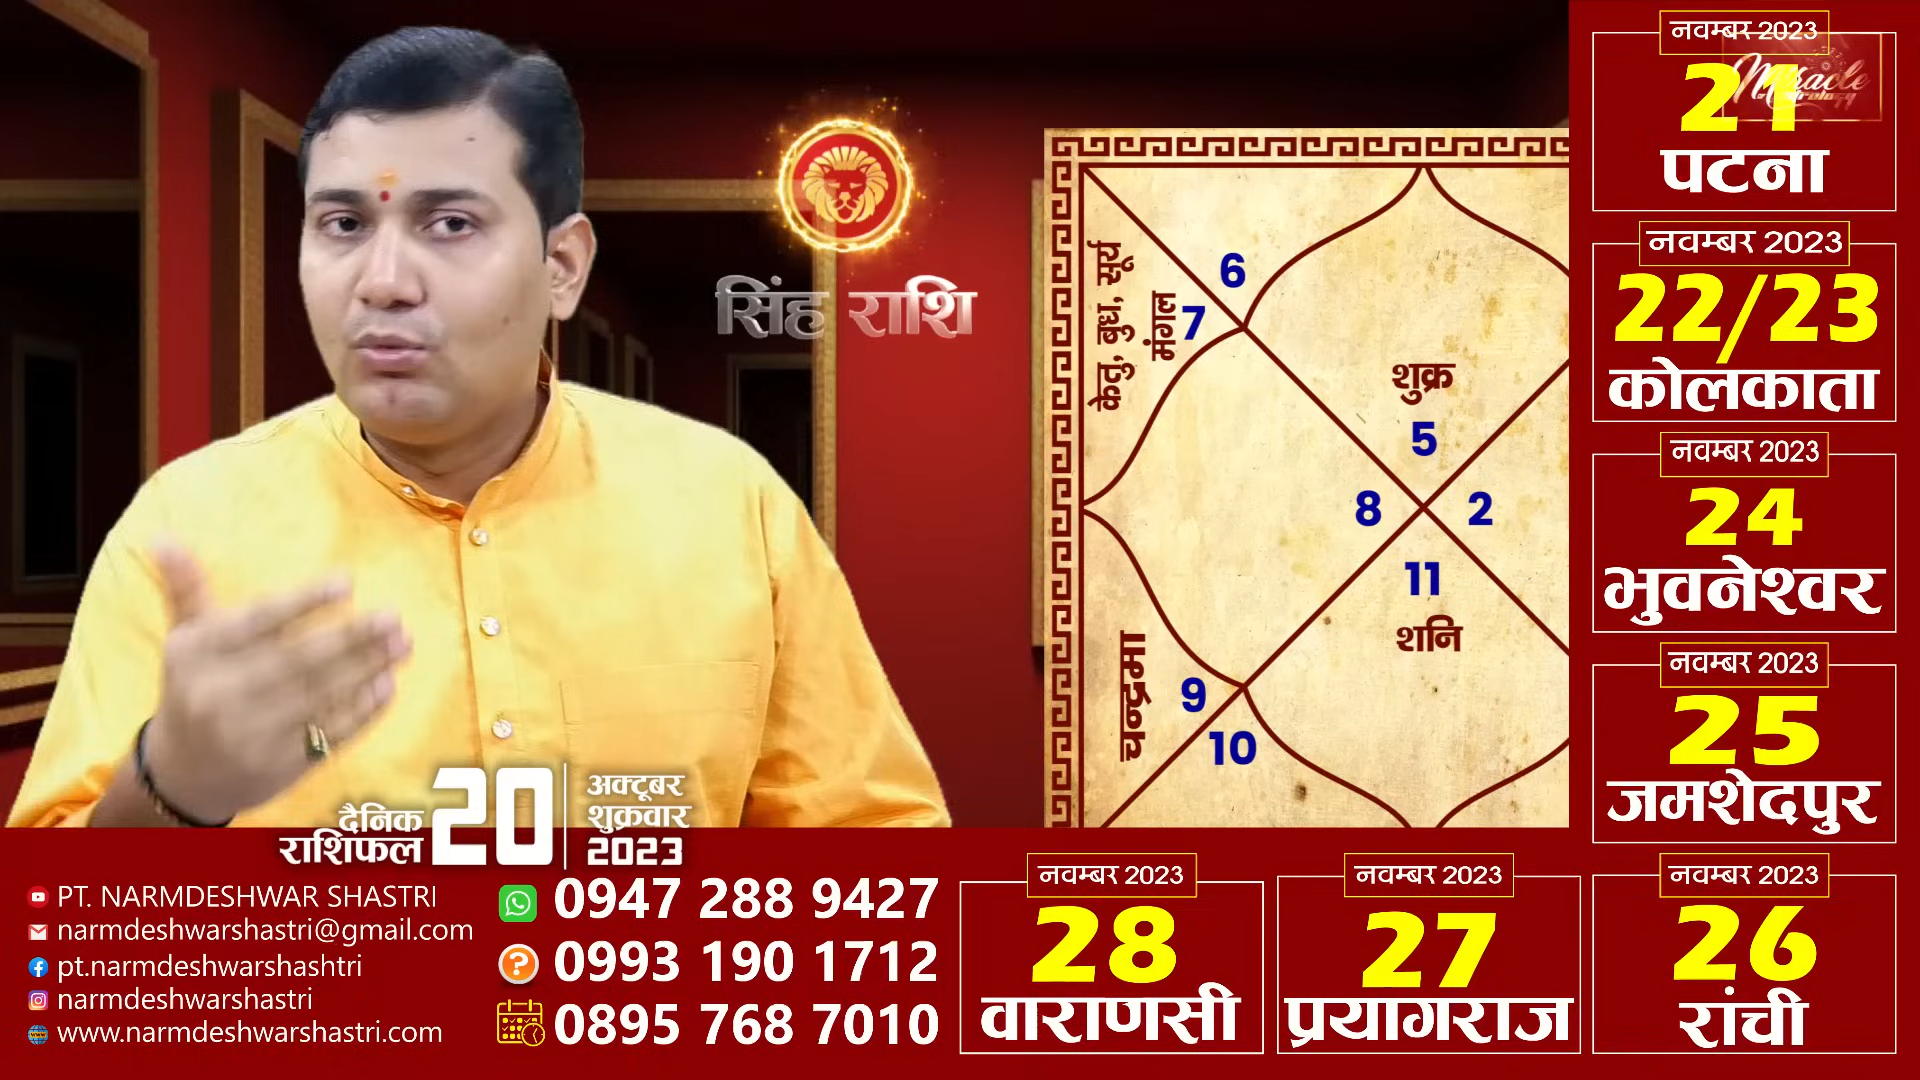 नवम्बर 2023
21
Miracle
Astrology
पटना
नवम्बर 2023
22/23
कोलकाता
नवम्बर 2023
24
भुवनेश्वर
नवम्बर 2023
25
जमशेदपुर
नवम्बर 2023
26
रांची
नवम्बर 2023
27
प्रयागराज
नवम्बर 2023
28
वाराणसी
सिंह राशि
केतु, बुध, सूर्य
मंगल
6
7
शुक्र
5
8
2
11
शनि
चन्द्रमा
9
10
दैनिक
राशिफल
20
अक्टूबर
शुक्रवार
2023
PT. NARMDESHWAR SHASTRI
narmdeshwarshastri@gmail.com
pt.narmdeshwarshashtri
narmdeshwarshastri
www.narmdeshwarshastri.com
0947 288 9427
0993 190 1712
0895 768 7010